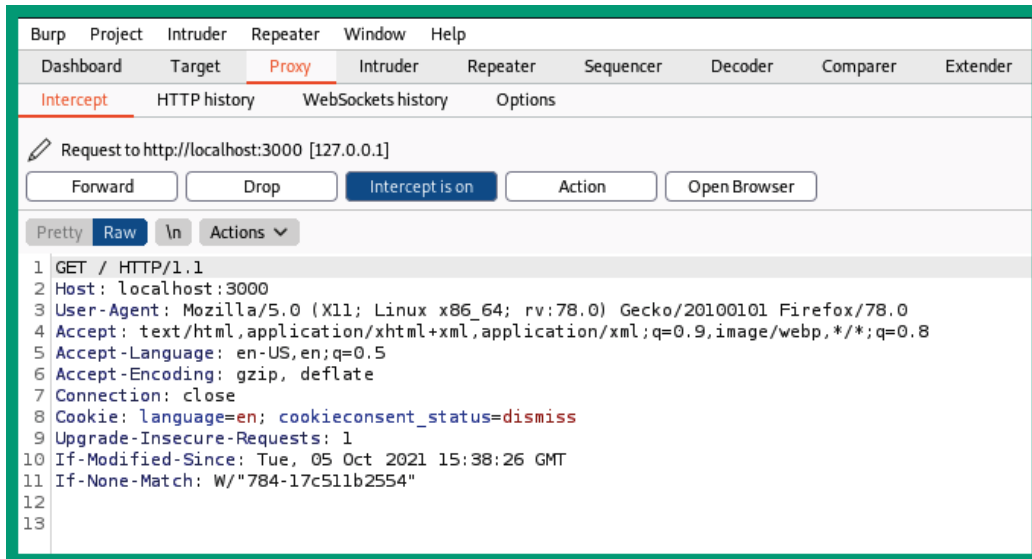 Burp Project Intruder Repeater Window Help
Dashboard Target Proxy Intruder Repeater Sequencer Decoder Comparer Extender
Intercept HTTP history WebSockets history Options
Request to http://localhost:3000 [127.0.0.1]
Forward Drop Intercept is on Action Open Browser
Pretty Raw \n Actions
1 GET / HTTP/1.1
2 Host: localhost:3000
3 User-Agent: Mozilla/5.0 (X11; Linux x86_64; rv:78.0) Gecko/20100101 Firefox/78.0
4 Accept: text/html,application/xhtml+xml,application/xml;q=0.9,image/webp,*/*;q=0.8
5 Accept-Language: en-US,en;q=0.5
6 Accept-Encoding: gzip, deflate
7 Connection: close
8 Cookie: language=en; cookieconsent_status=dismiss
9 Upgrade-Insecure-Requests: 1
10 If-Modified-Since: Tue, 05 Oct 2021 15:38:26 GMT
11 If-None-Match: W/"784-17c511b2554"
12
13